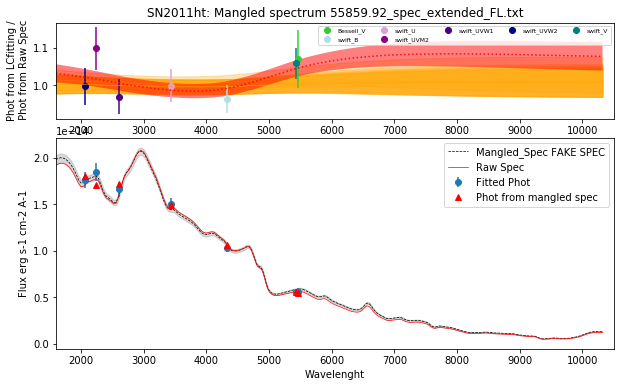 SN2011ht: Mangled spectrum 55859.92_spec_extended_FL.txt
Phot from LCfitting /
Phot from Raw Spec
1.1
1.0
Bessell_V
swift_B
swift_U
swift_UVM2
swift_UVW1
swift_UVW2
swift_V
2000 3000 4000 5000 6000 7000 8000 9000 10000
1e−14
Flux erg s-1 cm-2 A-1
2.0
1.5
1.0
0.5
0.0
Mangled_Spec FAKE SPEC
Raw Spec
Fitted Phot
Phot from mangled spec
2000 3000 4000 5000 6000 7000 8000 9000 10000
Wavelenght